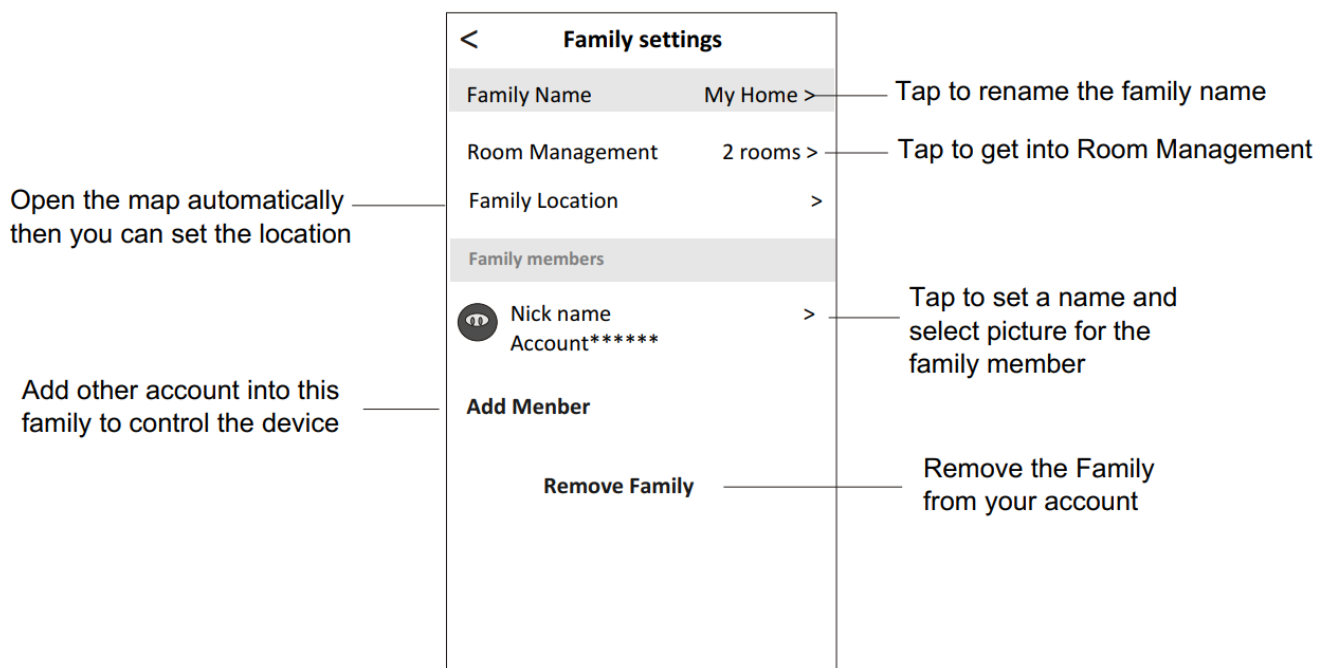 < Family settings
Family Name My Home >
Tap to rename the family name
Room Management 2 rooms >
Tap to get into Room Management
Open the map automatically
then you can set the location
Family Location >
Family members
Nick name >
Account******
Tap to set a name and
select picture for the
family member
Add other account into this
family to control the device
Add Menber
Remove Family
Remove the Family
from your account